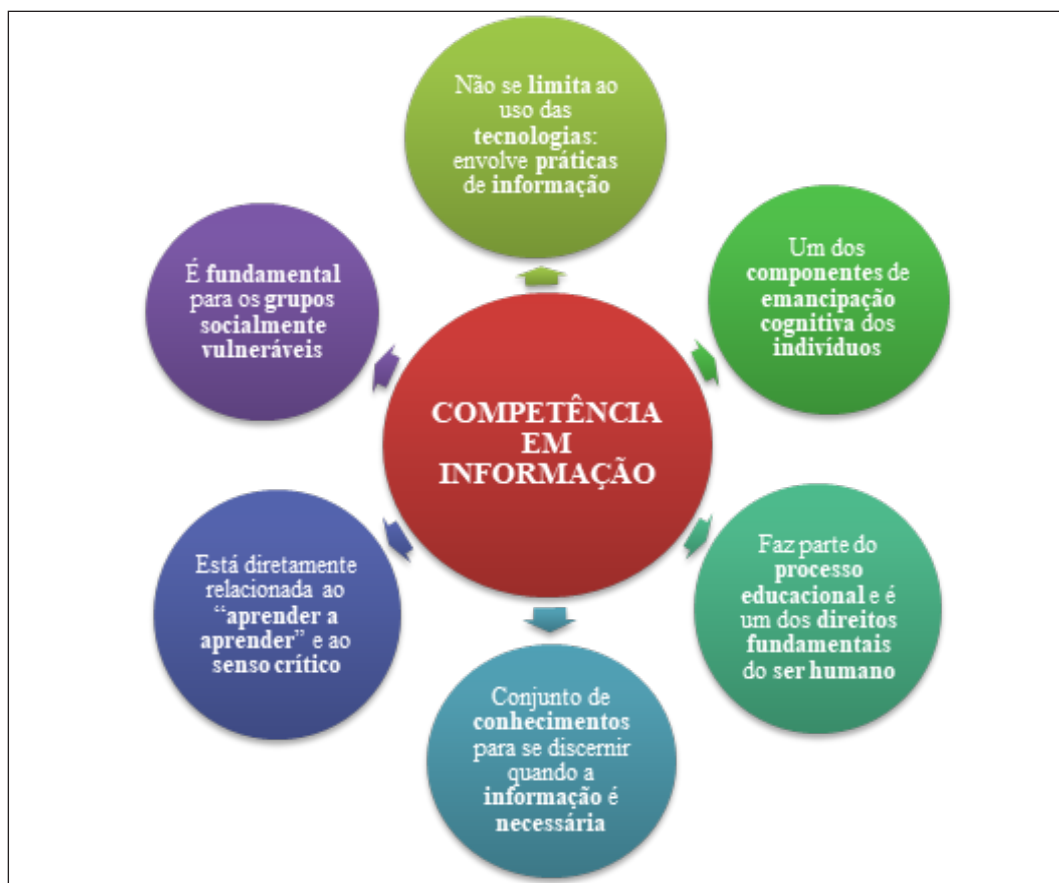 Não se limita ao
uso das
tecnologias:
envolve práticas
de informação
Um dos
componentes de
emancipação
cognitiva dos
indivíduos
Faz parte do
processo
educacional e é
um dos direitos
fundamentais
do ser humano
Conjunto de
conhecimentos
para se discernir
quando a
informação é
necessária
Está diretamente
relacionada ao
“aprender a
aprender” e ao
senso crítico
É fundamental
para os grupos
socialmente
vulneráveis
COMPETÊNCIA
EM
INFORMAÇÃO